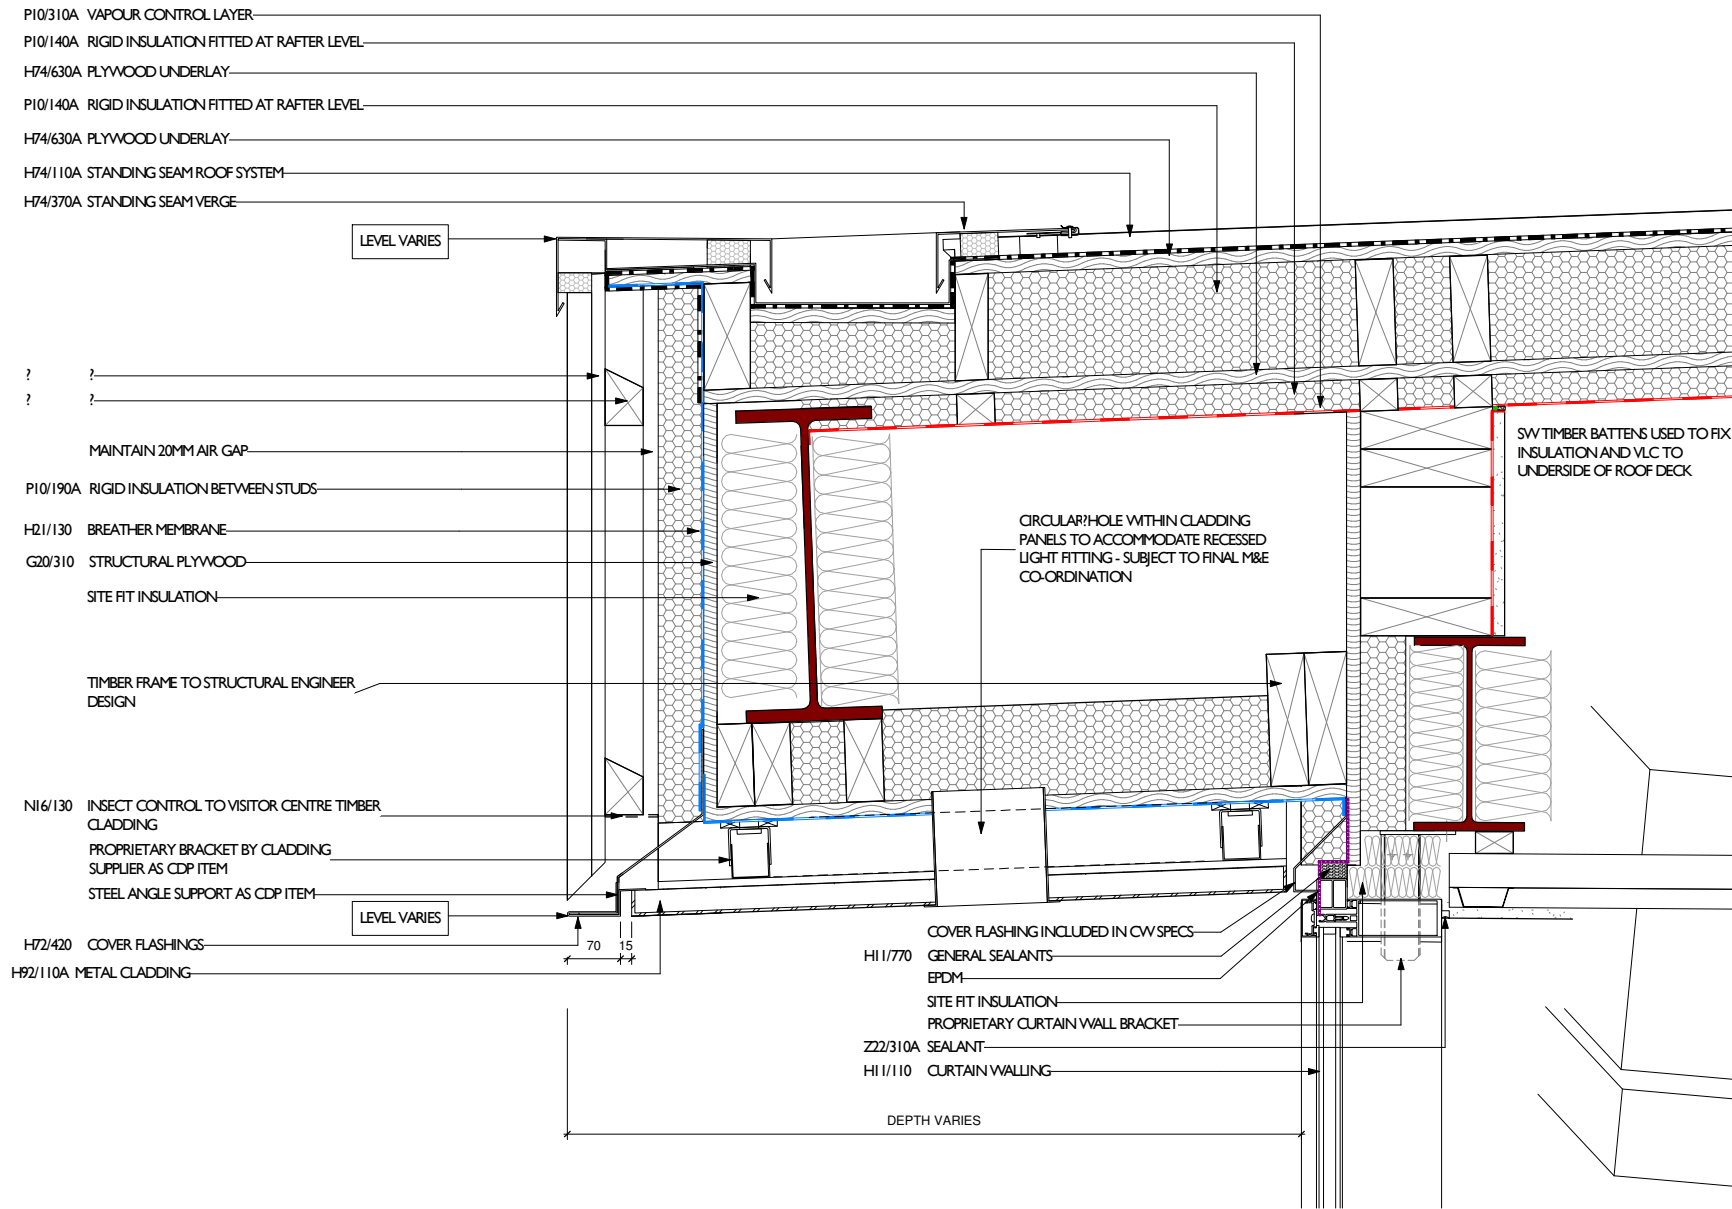 P10/310A VAPOUR CONTROL LAYER
P10/140A RIGID INSULATION FITTED AT RAFTER LEVEL
H74/630A PLYWOOD UNDERLAY
P10/140A RIGID INSULATION FITTED AT RAFTER LEVEL
H74/630A PLYWOOD UNDERLAY
H74/110A STANDING SEAM ROOF SYSTEM
H74/370A STANDING SEAM VERGE
LEVEL VARIES
? ?
? ?
MAINTAIN 20MM AIR GAP
P10/190A RIGID INSULATION BETWEEN STUDS
H21/130 BREATHER MEMBRANE
G20/310 STRUCTURAL PLYWOOD
SITE FIT INSULATION
TIMBER FRAME TO STRUCTURAL ENGINEER
DESIGN
N16/130 INSECT CONTROL TO VISITOR CENTRE TIMBER
CLADDING
PROPRIETARY BRACKET BY CLADDING
SUPPLIER AS CDP ITEM
STEEL ANGLE SUPPORT AS CDP ITEM
LEVEL VARIES
H72/420 COVER FLASHINGS
H92/110A METAL CLADDING
70 15
SW TIMBER BATTENS USED TO FIX
INSULATION AND VLC TO
UNDERSIDE OF ROOF DECK
CIRCULAR?HOLE WITHIN CLADDING
PANELS TO ACCOMMODATE RECESSED
LIGHT FITTING - SUBJECT TO FINAL M&E
CO-ORDINATION
COVER FLASHING INCLUDED IN CW SPECS
H11/770 GENERAL SEALANTS
EPDM
SITE FIT INSULATION
PROPRIETARY CURTAIN WALL BRACKET
Z22/310A SEALANT
H11/110 CURTAIN WALLING
DEPTH VARIES